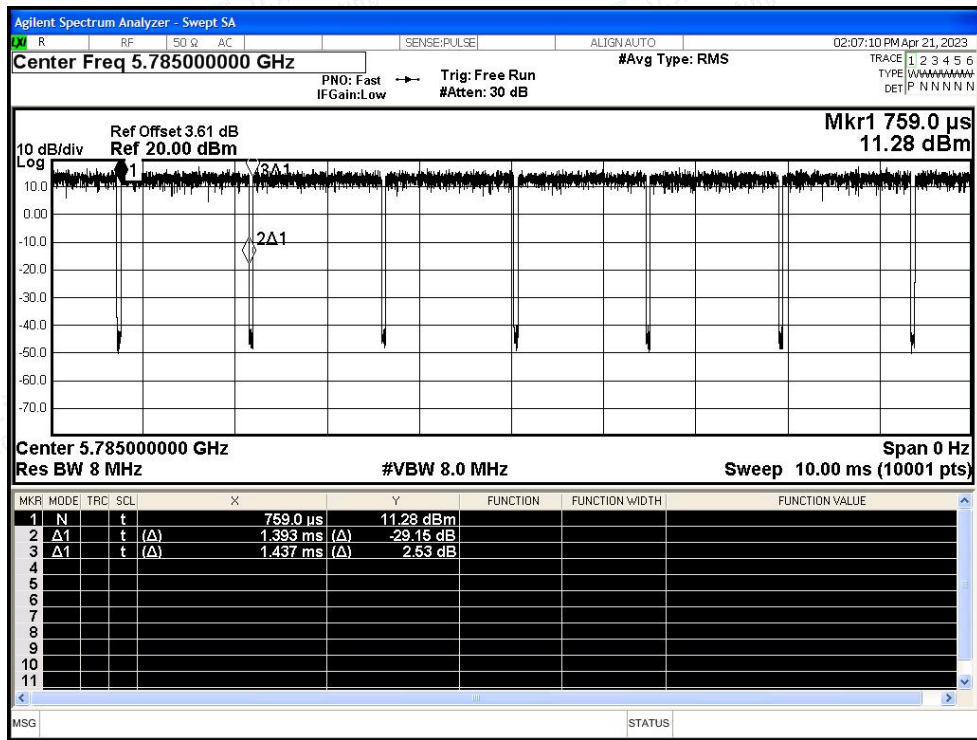 Agilent Spectrum Analyzer - Swept SA
LXI R RF 50 Ω AC SENSE:PULSE ALIGN AUTO 02:07:10 PM Apr 21, 2023
Center Freq 5.785000000 GHz #Avg Type: RMS TRACE 1 2 3 4 5 6
PNO: Fast Trig: Free Run TYPE WWWWWW
IFGain:Low #Atten: 30 dB DET P N N N N N
Mkr1 759.0 µs
Ref Offset 3.61 dB
10 dB/div Ref 20.00 dBm 11.28 dBm
Log
1 3Δ1
10.0
0.00
-10.0 2Δ1
-20.0
-30.0
-40.0
-50.0
-60.0
-70.0
Center 5.785000000 GHz Span 0 Hz
Res BW 8 MHz #VBW 8.0 MHz Sweep 10.00 ms (10001 pts)
MKR MODE TRC SCL X Y FUNCTION FUNCTION WIDTH FUNCTION VALUE
1 N t 759.0 µs 11.28 dBm
2 Δ1 t (Δ) 1.393 ms (Δ) -29.15 dB
3 Δ1 t (Δ) 1.437 ms (Δ) 2.53 dB
4
5
6
7
8
9
10
11
MSG STATUS